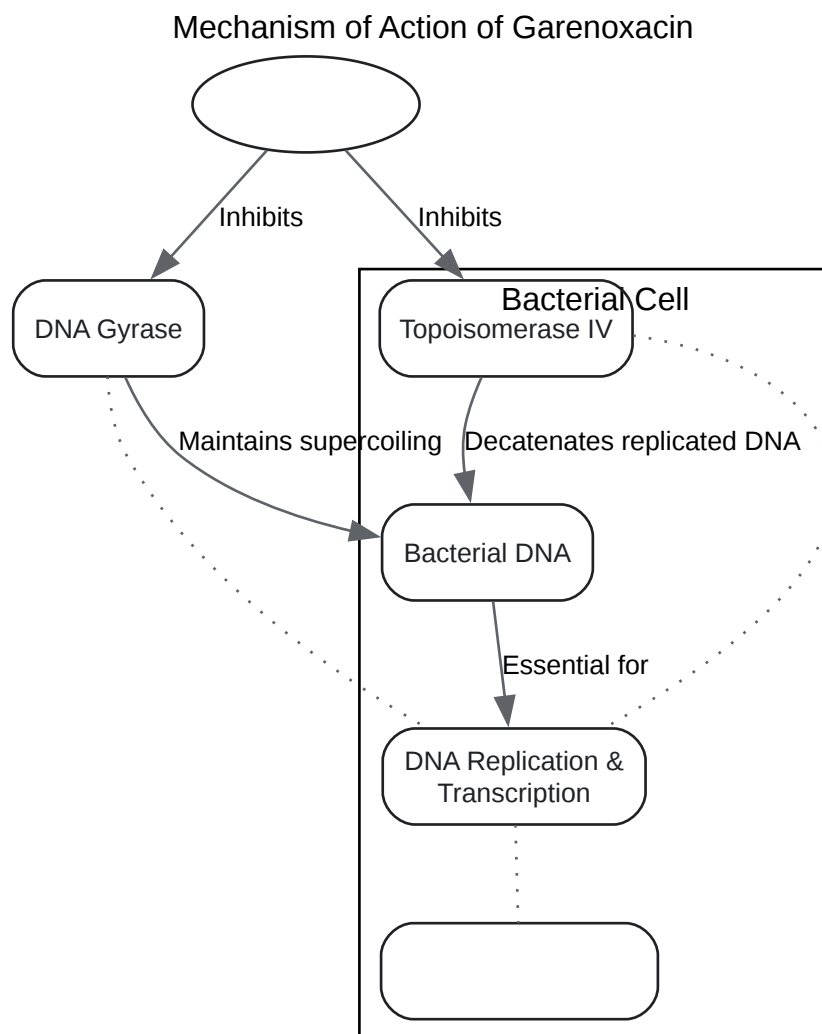 Mechanism of Action of Garenoxacin
Inhibits
Inhibits
Bacterial Cell
DNA Gyrase
Topoisomerase IV
Maintains supercoiling
Decatenates replicated DNA
Bacterial DNA
Essential for
DNA Replication &
Transcription